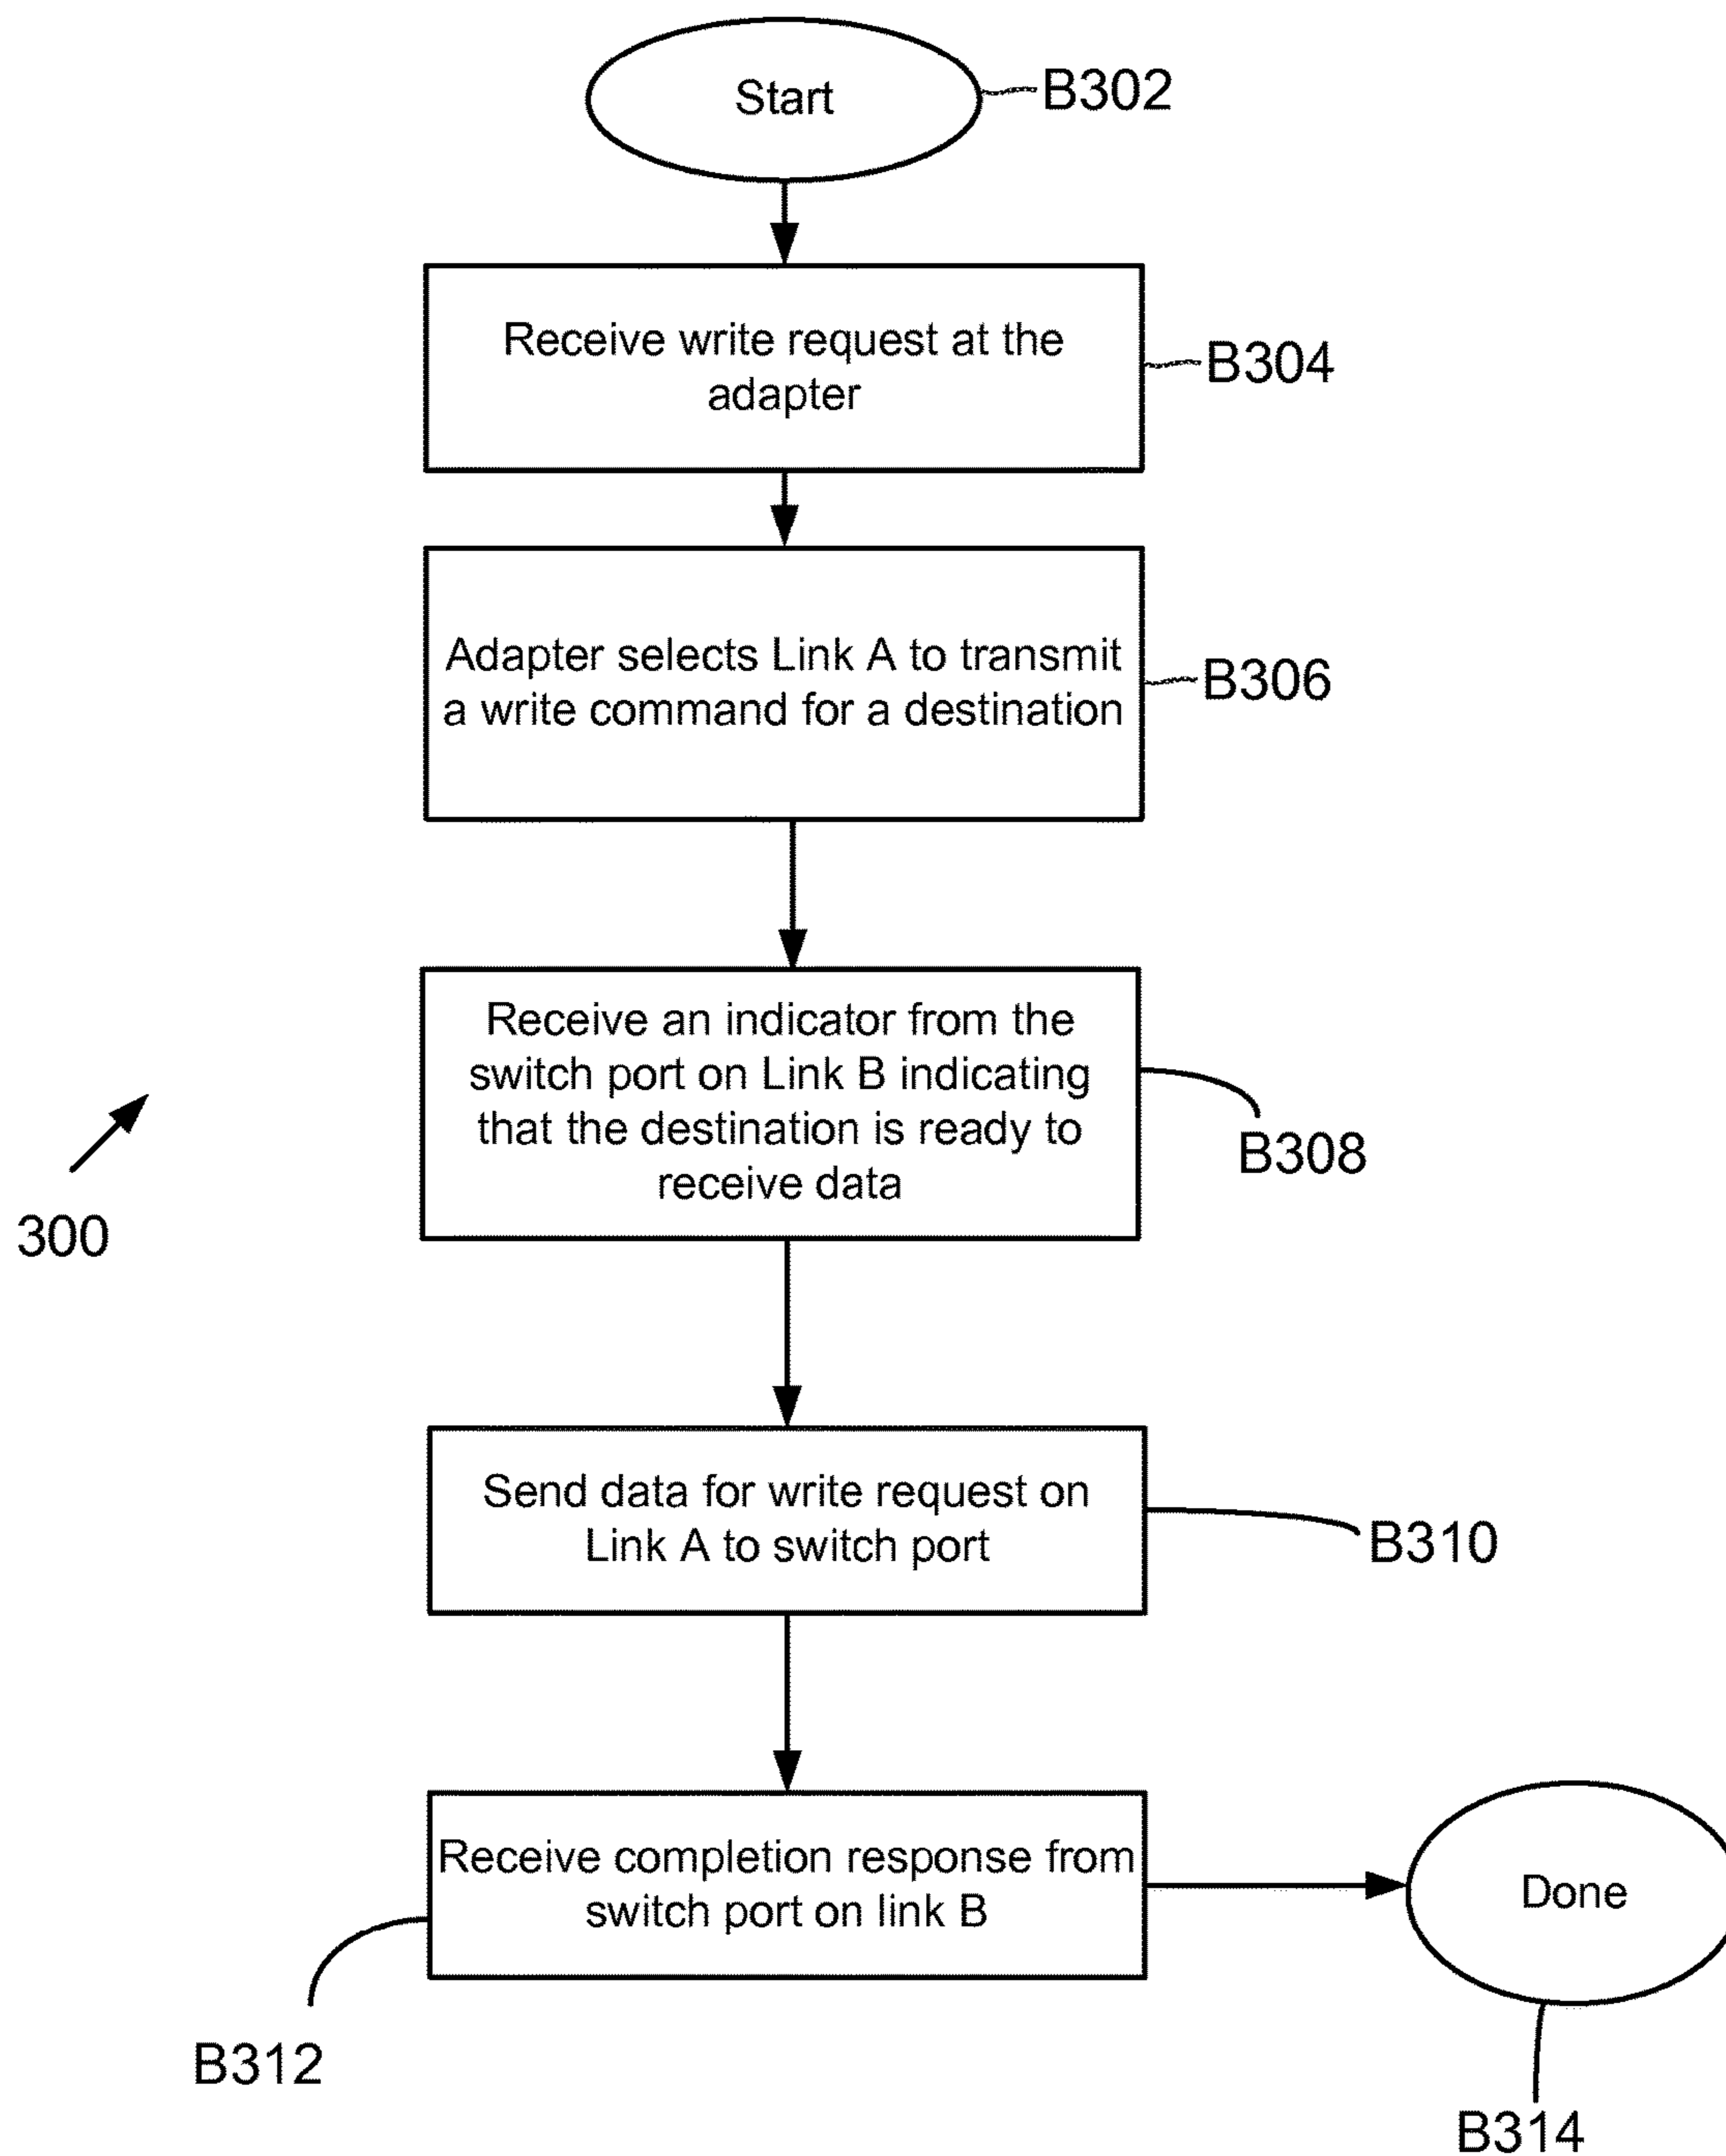 Start
B302
Receive write request at the
adapter
B304
Adapter selects Link A to transmit
a write command for a destination
B306
Receive an indicator from the
switch port on Link B indicating
that the destination is ready to
receive data
B308
300
Send data for write request on
Link A to switch port
B310
Receive completion response from
switch port on link B
Done
B312
B314